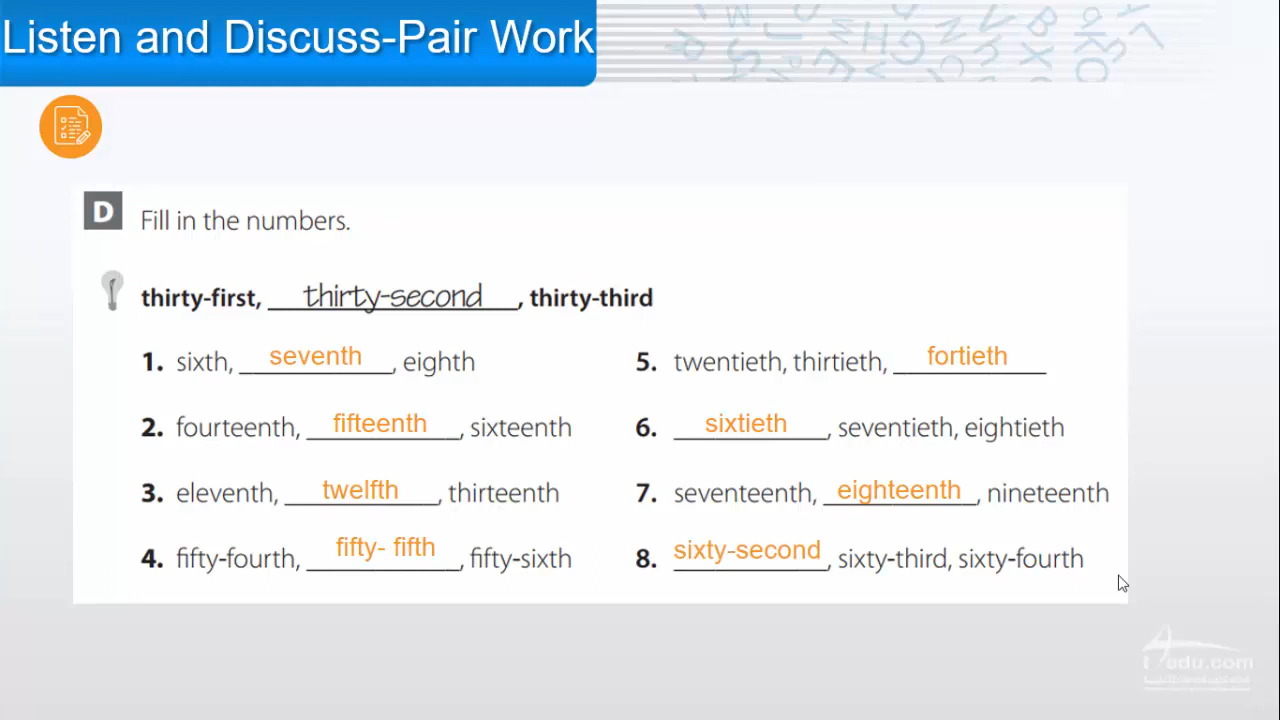 Listen and Discuss-Pair Work
D Fill in the numbers.
thirty-first, thirty-second, thirty-third
1. sixth, seventh, eighth
2. fourteenth, fifteenth, sixteenth
3. eleventh, twelfth, thirteenth
4. fifty-fourth, fifty- fifth, fifty-sixth
5. twentieth, thirtieth, fortieth
6. sixtieth, seventieth, eightieth
7. seventeenth, eighteenth, nineteenth
8. sixty-second, sixty-third, sixty-fourth